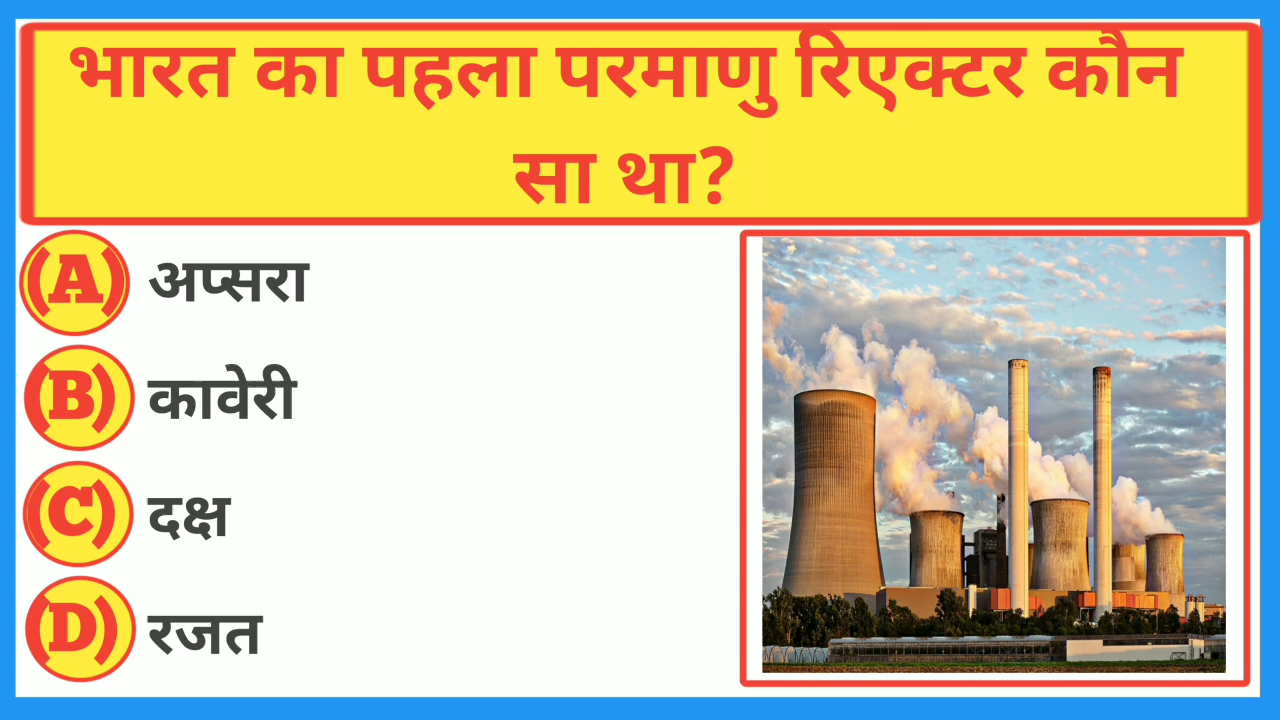 भारत का पहला परमाणु रिएक्टर कौन
सा था?
(A) अप्सरा
(B) कावेरी
(C) दक्ष
(D) रजत